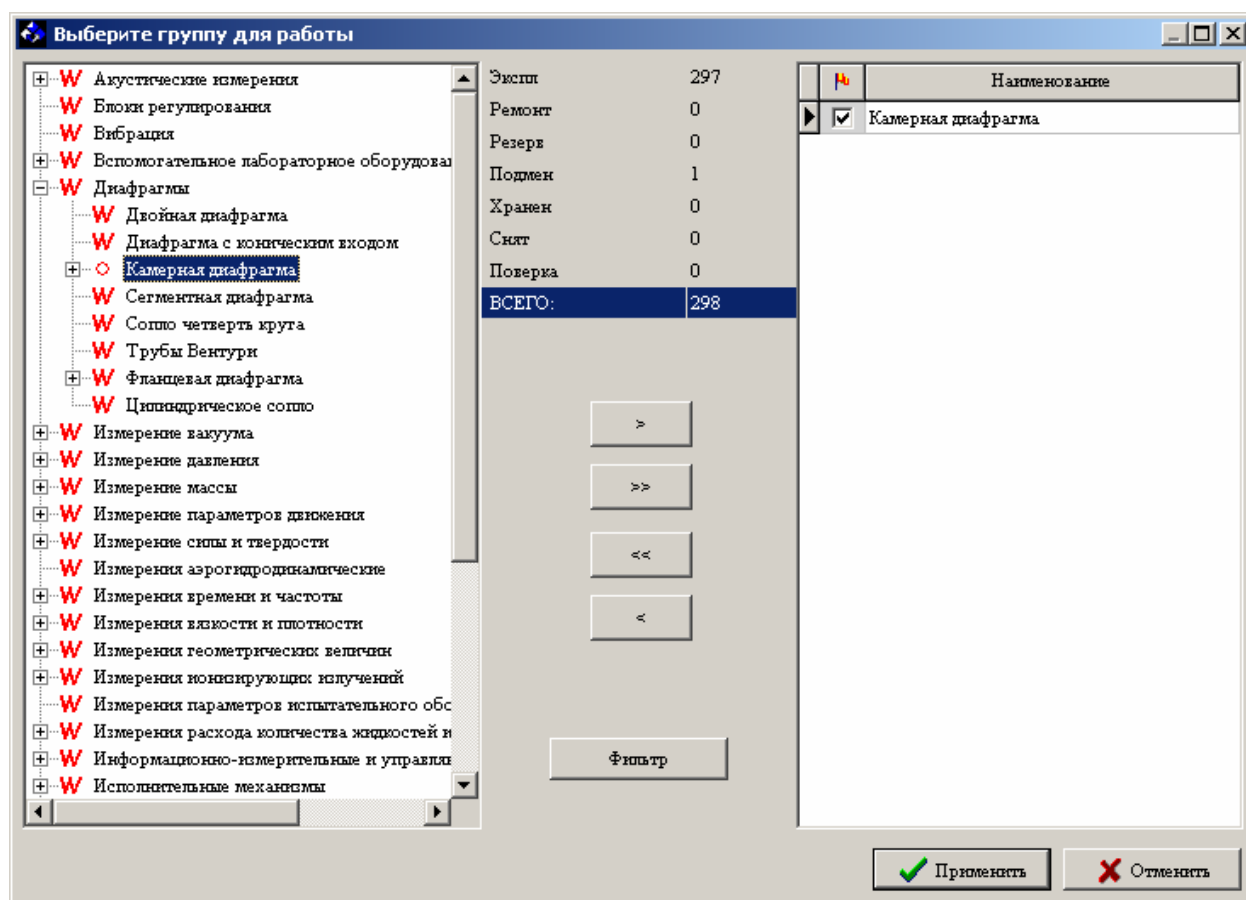 Выберите группу для работы
Акустические измерения
Блоки регулирования
Вибрация
Вспомогательное лабораторное оборудован
Диафрагмы
Двойная диафрагма
Диафрагма с коническим входом
Камерная диафрагма
Сегментная диафрагма
Сопло четверть круга
Трубы Вентури
Фланцевая диафрагма
Цилиндрическое сопло
Измерение вакуума
Измерение давления
Измерение массы
Измерение параметров движения
Измерение силы и твердости
Измерения аэрогидродинамические
Измерения времени и частоты
Измерения вязкости и плотности
Измерения геометрических величин
Измерения ионизирующих излучений
Измерения параметров испытательного обс
Измерения расхода количества жидкостей и
Информационно-измерительные и управля
Исполнительные механизмы
Экспл 297
Ремонт 0
Резерв 0
Подмен 1
Хранен 0
Снят 0
Поверка 0
ВСЕГО: 298
>
>>
<<
<
Фильтр
Наименование
Камерная диафрагма
Применить
Отменить